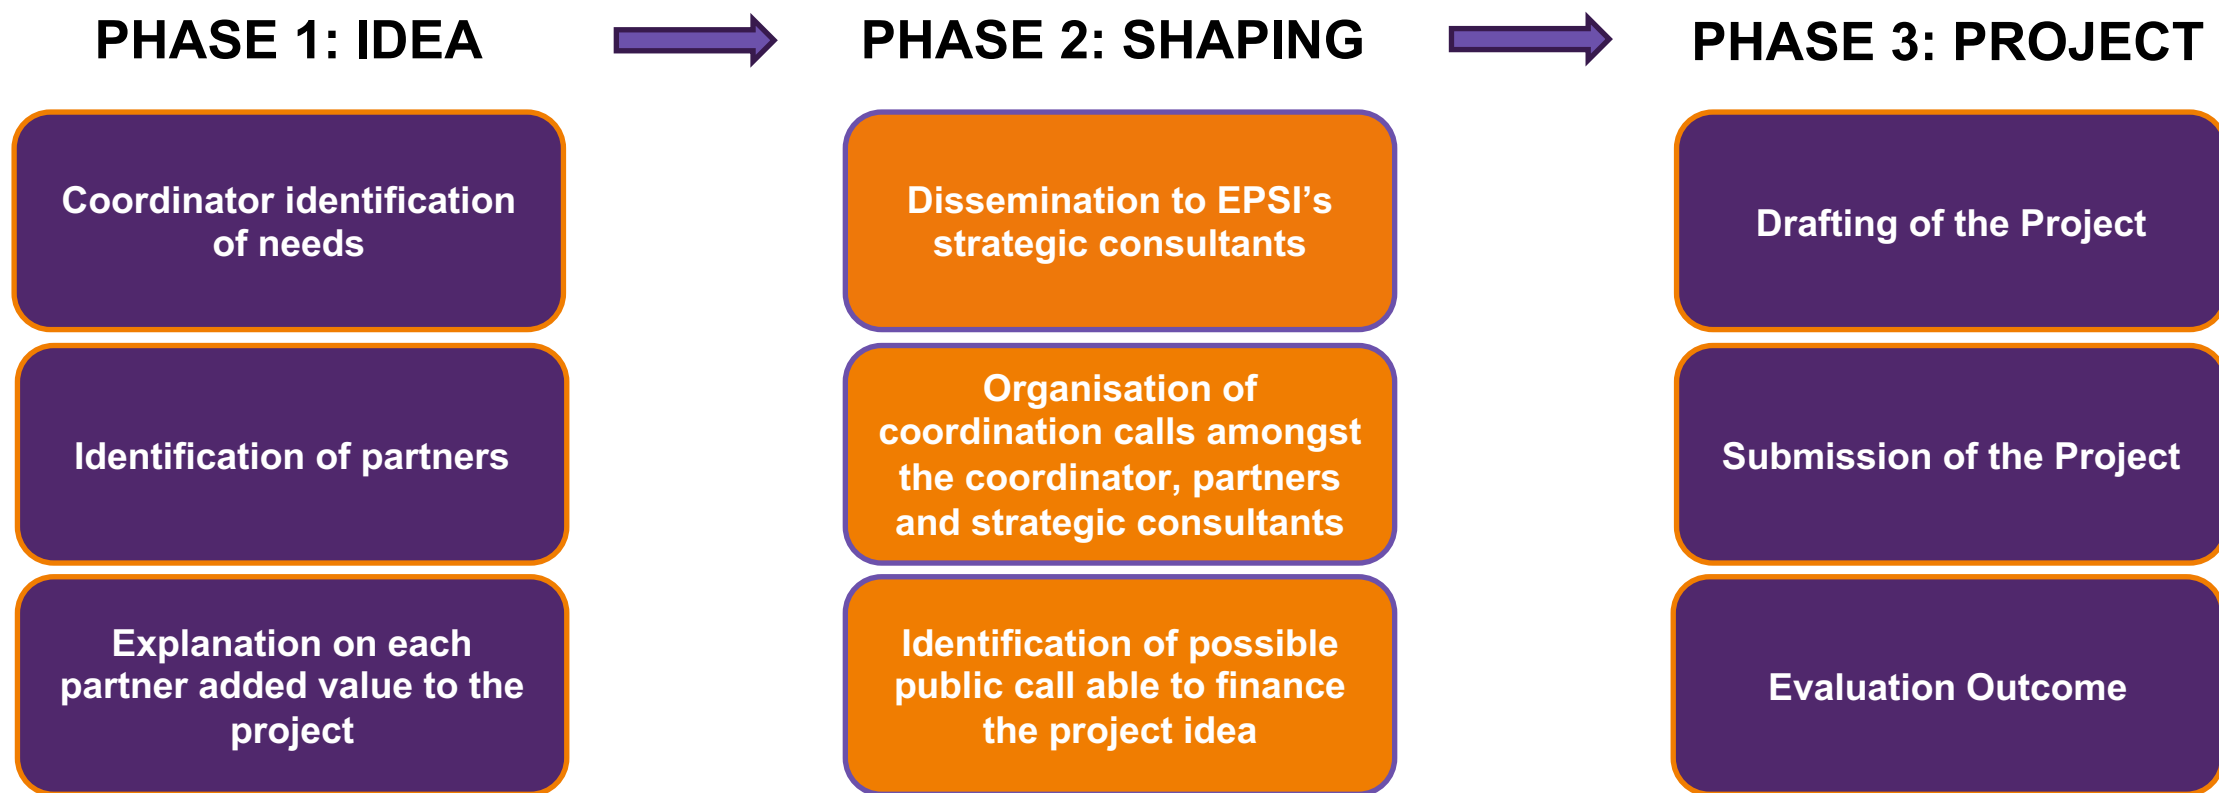 PHASE 1: IDEA
Coordinator identification
of needs
Identification of partners
Explanation on each
partner added value to the
project
PHASE 2: SHAPING
Dissemination to EPSI’s
strategic consultants
Organisation of
coordination calls amongst
the coordinator, partners
and strategic consultants
Identification of possible
public call able to finance
the project idea
PHASE 3: PROJECT
Drafting of the Project
Submission of the Project
Evaluation Outcome